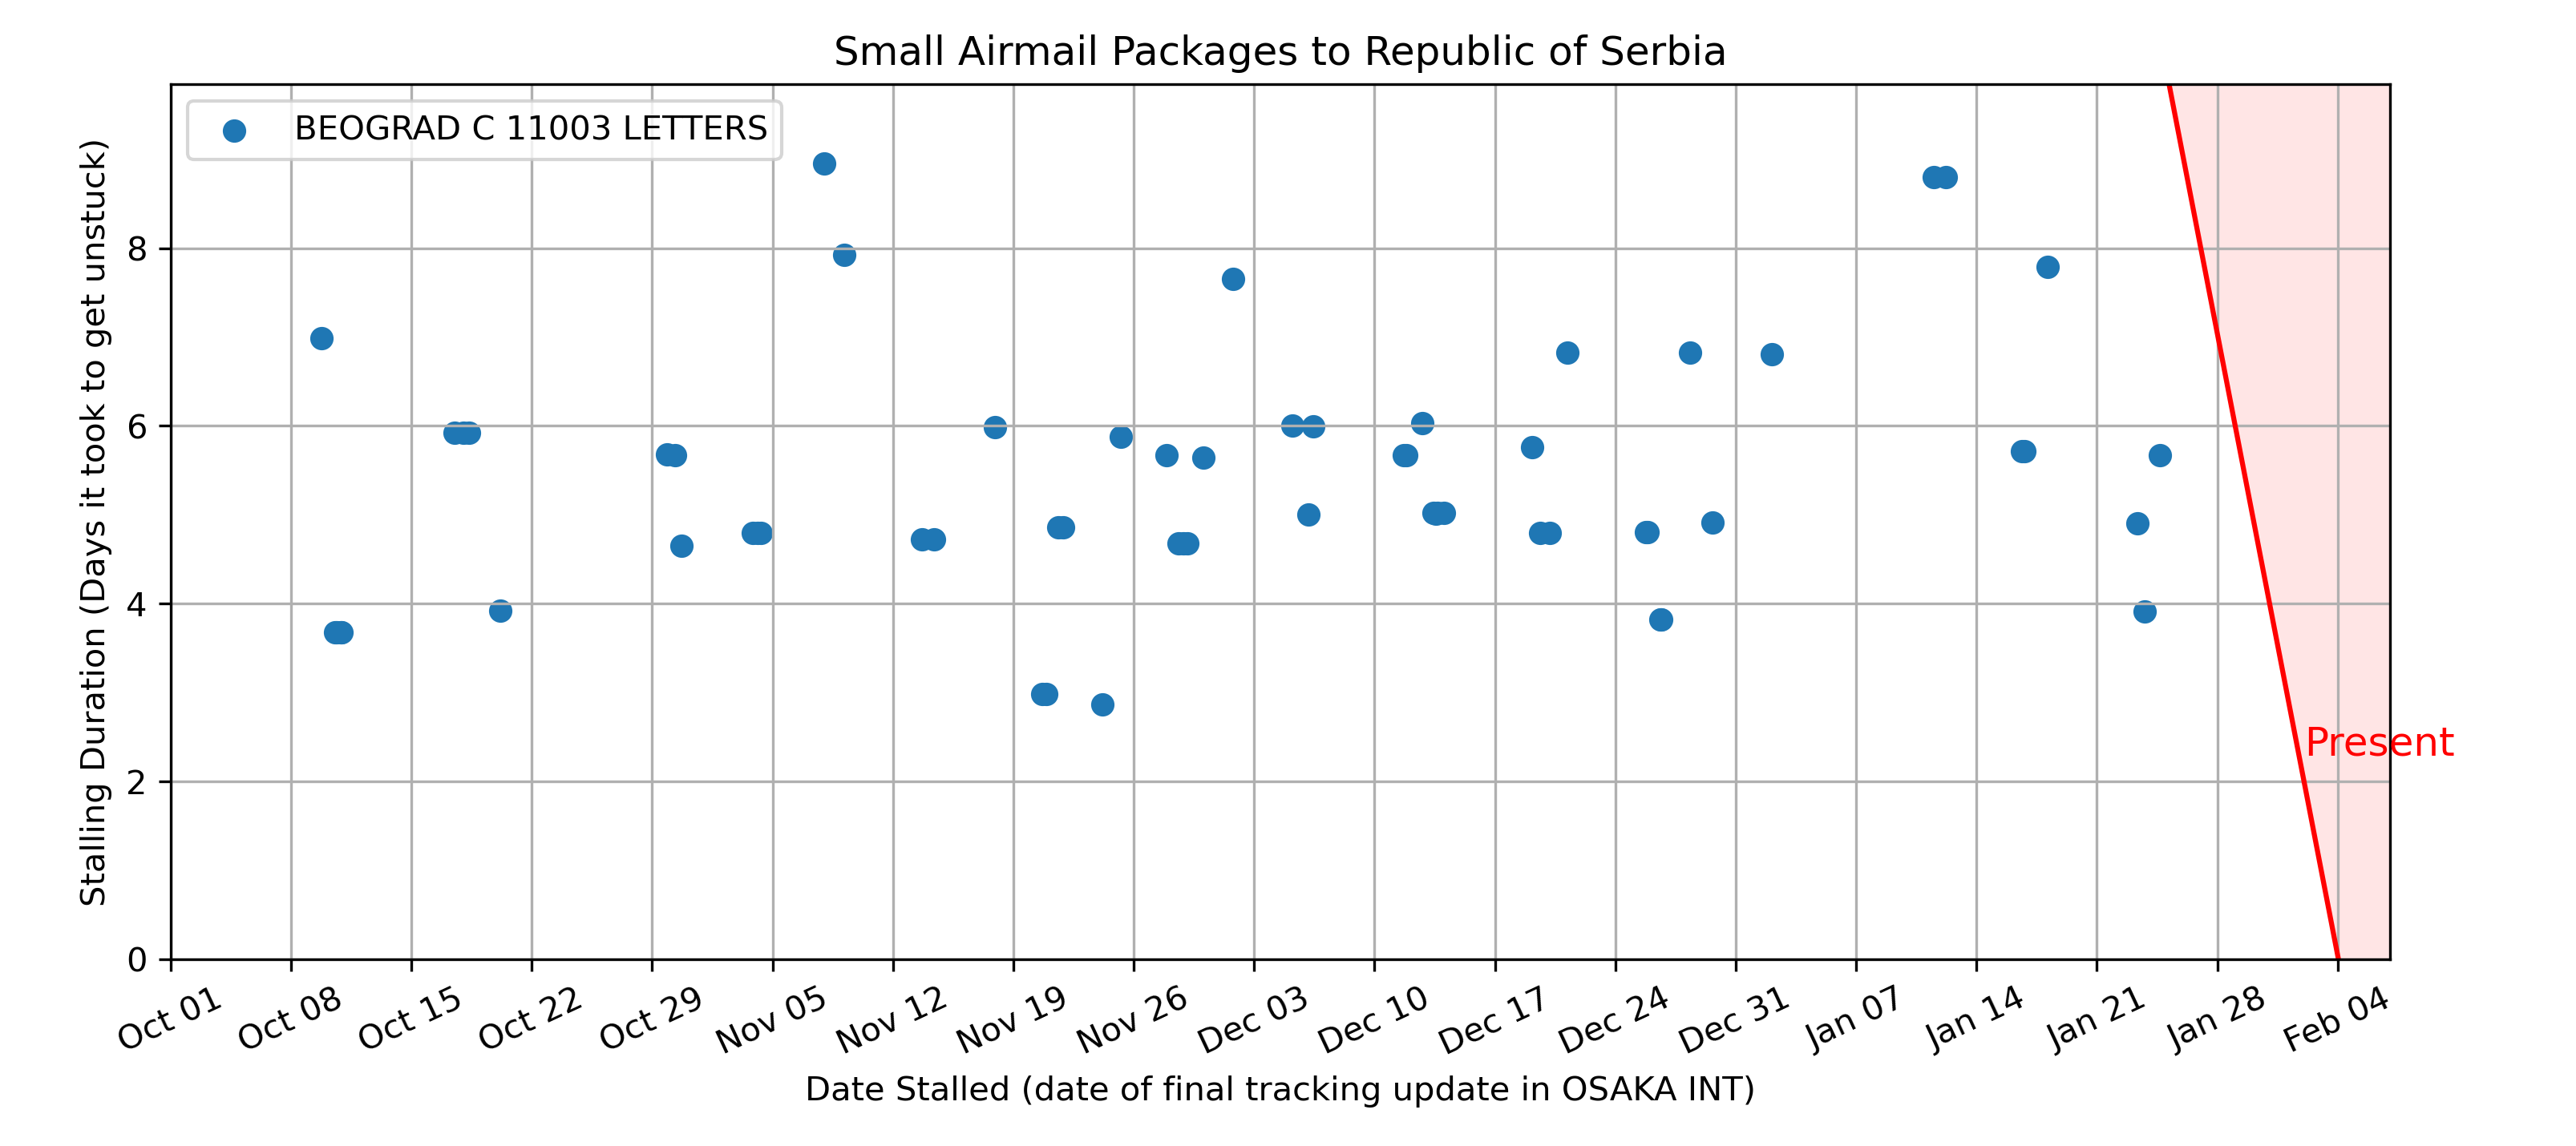 Small Airmail Packages to Republic of Serbia
BEOGRAD C 11003 LETTERS
Stalling Duration (Days it took to get unstuck)
8
6
4
2
0
Present
Oct 01
Oct 08
Oct 15
Oct 22
Oct 29
Nov 05
Nov 12
Nov 19
Nov 26
Dec 03
Dec 10
Dec 17
Dec 24
Dec 31
Jan 07
Jan 14
Jan 21
Jan 28
Feb 04
Date Stalled (date of final tracking update in OSAKA INT)